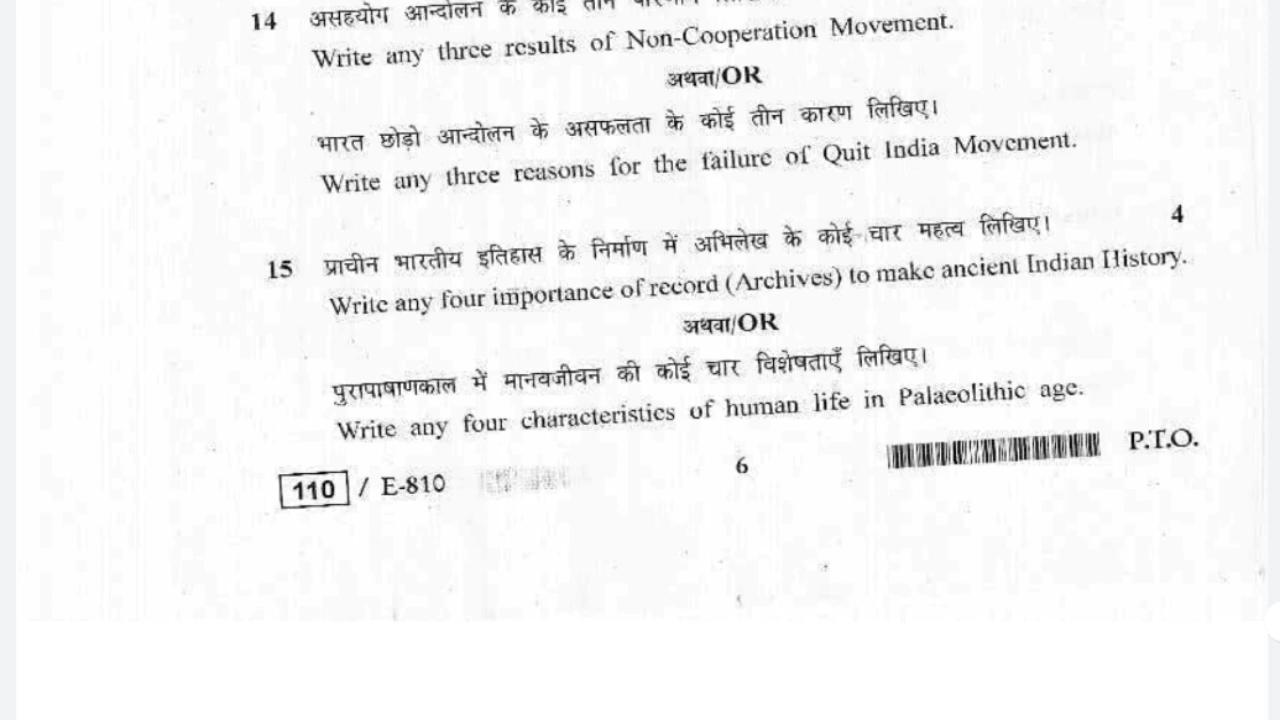 14 असहयोग आन्दोलन के कोई तीन
Write any three results of Non-Cooperation Movement.
अथवा/OR
भारत छोड़ो आन्दोलन के असफलता के कोई तीन कारण लिखिए।
Write any three reasons for the failure of Quit India Movement.
15 प्राचीन भारतीय इतिहास के निर्माण में अभिलेख के कोई चार महत्व लिखिए। 4
Write any four importance of record (Archives) to make ancient Indian History.
अथवा/OR
पुरापाषाणकाल में मानवजीवन की कोई चार विशेषताएँ लिखिए।
Write any four characteristics of human life in Palaeolithic age.
110 / E-810 6 P.T.O.